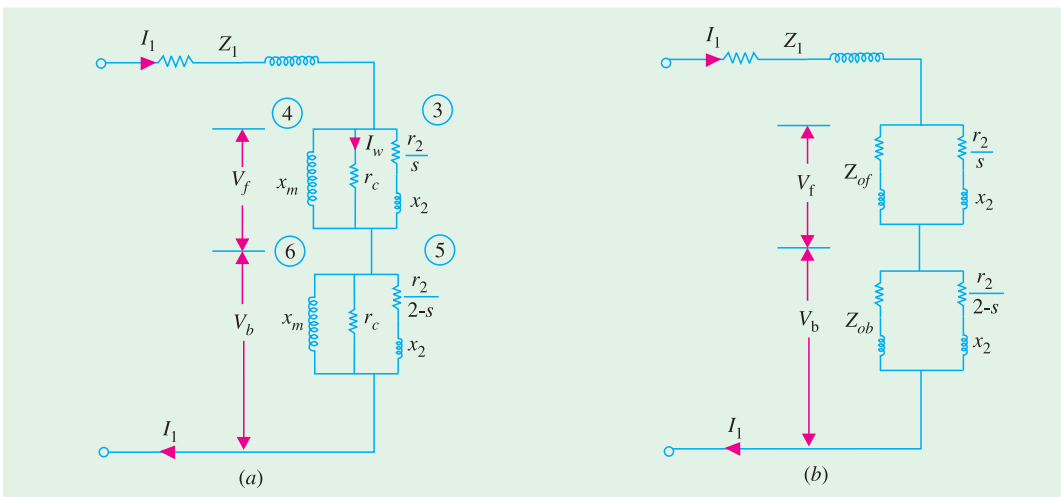 I1
Z1
4
3
Vf
xm
Iw
rc
r2
s
x2
6
5
Vb
xm
rc
r2
2-s
x2
I1
(a)
I1
Z1
Vf
Zof
r2
s
x2
Vb
Zob
r2
2-s
x2
I1
(b)